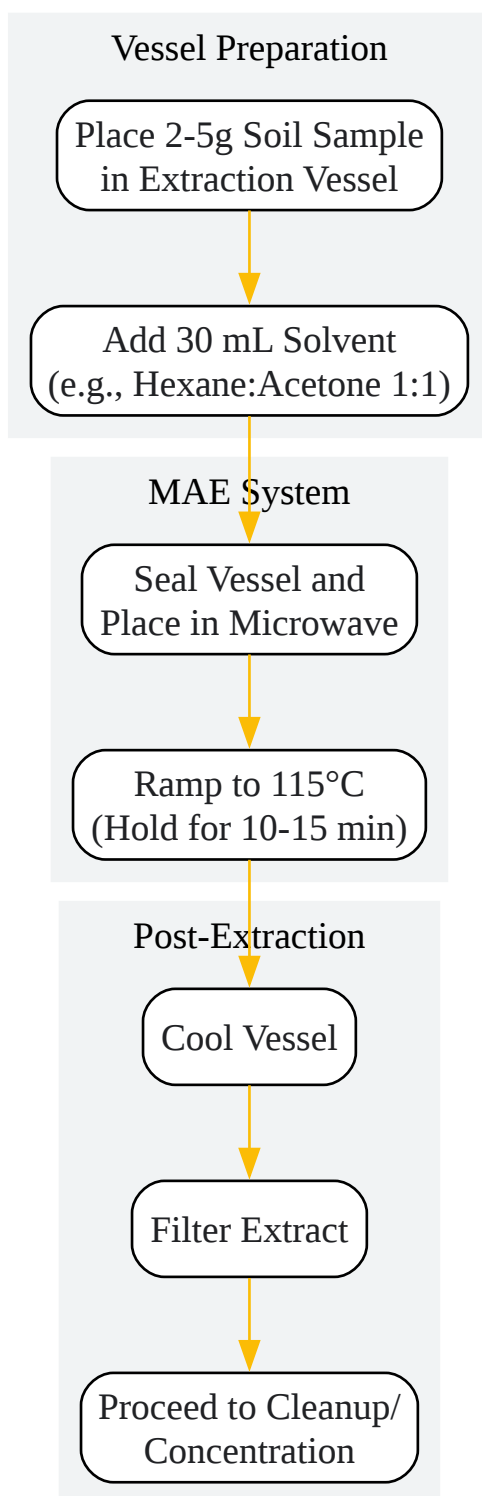 Vessel Preparation
Place 2-5g Soil Sample
in Extraction Vessel
Add 30 mL Solvent
(e.g., Hexane:Acetone 1:1)
MAE System
Seal Vessel and
Place in Microwave
Ramp to 115°C
(Hold for 10-15 min)
Post-Extraction
Cool Vessel
Filter Extract
Proceed to Cleanup/
Concentration